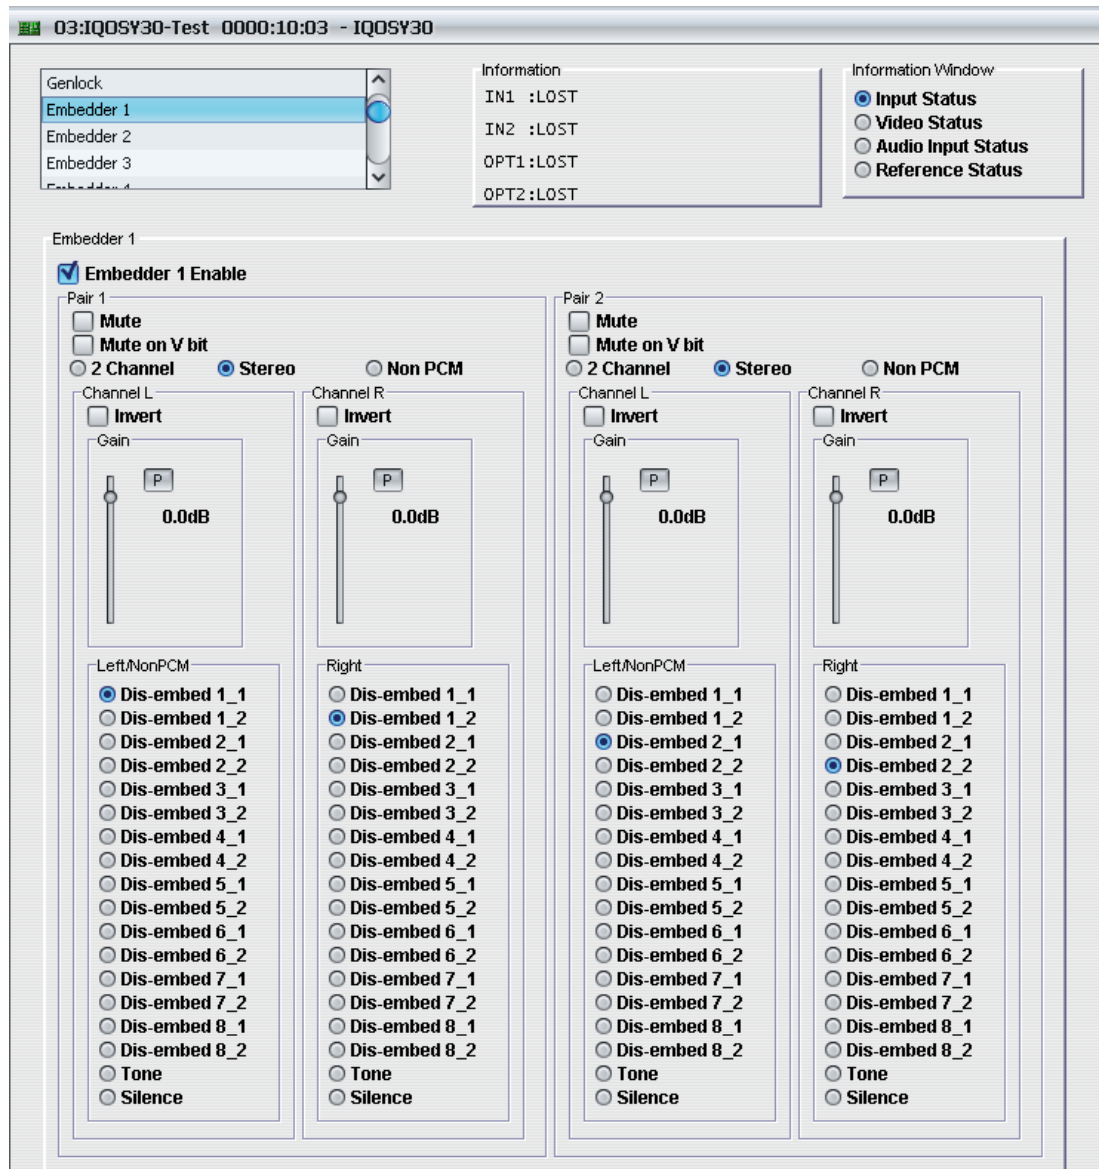 03:IQOSY30-Test 0000:10:03 - IQOSY30
Genlock
Embedder 1
Embedder 2
Embedder 3
Information
IN1 :LOST
IN2 :LOST
OPT1:LOST
OPT2:LOST
Information Window
Input Status
Video Status
Audio Input Status
Reference Status
Embedder 1
Embedder 1 Enable
Pair 1
Mute
Mute on V bit
2 Channel Stereo Non PCM
Channel L
Invert
Gain
P
0.0dB
Left/NonPCM
Dis-embed 1_1
Dis-embed 1_2
Dis-embed 2_1
Dis-embed 2_2
Dis-embed 3_1
Dis-embed 3_2
Dis-embed 4_1
Dis-embed 4_2
Dis-embed 5_1
Dis-embed 5_2
Dis-embed 6_1
Dis-embed 6_2
Dis-embed 7_1
Dis-embed 7_2
Dis-embed 8_1
Dis-embed 8_2
Tone
Silence
Channel R
Invert
Gain
P
0.0dB
Right
Dis-embed 1_1
Dis-embed 1_2
Dis-embed 2_1
Dis-embed 2_2
Dis-embed 3_1
Dis-embed 3_2
Dis-embed 4_1
Dis-embed 4_2
Dis-embed 5_1
Dis-embed 5_2
Dis-embed 6_1
Dis-embed 6_2
Dis-embed 7_1
Dis-embed 7_2
Dis-embed 8_1
Dis-embed 8_2
Tone
Silence
Pair 2
Mute
Mute on V bit
2 Channel Stereo Non PCM
Channel L
Invert
Gain
P
0.0dB
Left/NonPCM
Dis-embed 1_1
Dis-embed 1_2
Dis-embed 2_1
Dis-embed 2_2
Dis-embed 3_1
Dis-embed 3_2
Dis-embed 4_1
Dis-embed 4_2
Dis-embed 5_1
Dis-embed 5_2
Dis-embed 6_1
Dis-embed 6_2
Dis-embed 7_1
Dis-embed 7_2
Dis-embed 8_1
Dis-embed 8_2
Tone
Silence
Channel R
Invert
Gain
P
0.0dB
Right
Dis-embed 1_1
Dis-embed 1_2
Dis-embed 2_1
Dis-embed 2_2
Dis-embed 3_1
Dis-embed 3_2
Dis-embed 4_1
Dis-embed 4_2
Dis-embed 5_1
Dis-embed 5_2
Dis-embed 6_1
Dis-embed 6_2
Dis-embed 7_1
Dis-embed 7_2
Dis-embed 8_1
Dis-embed 8_2
Tone
Silence